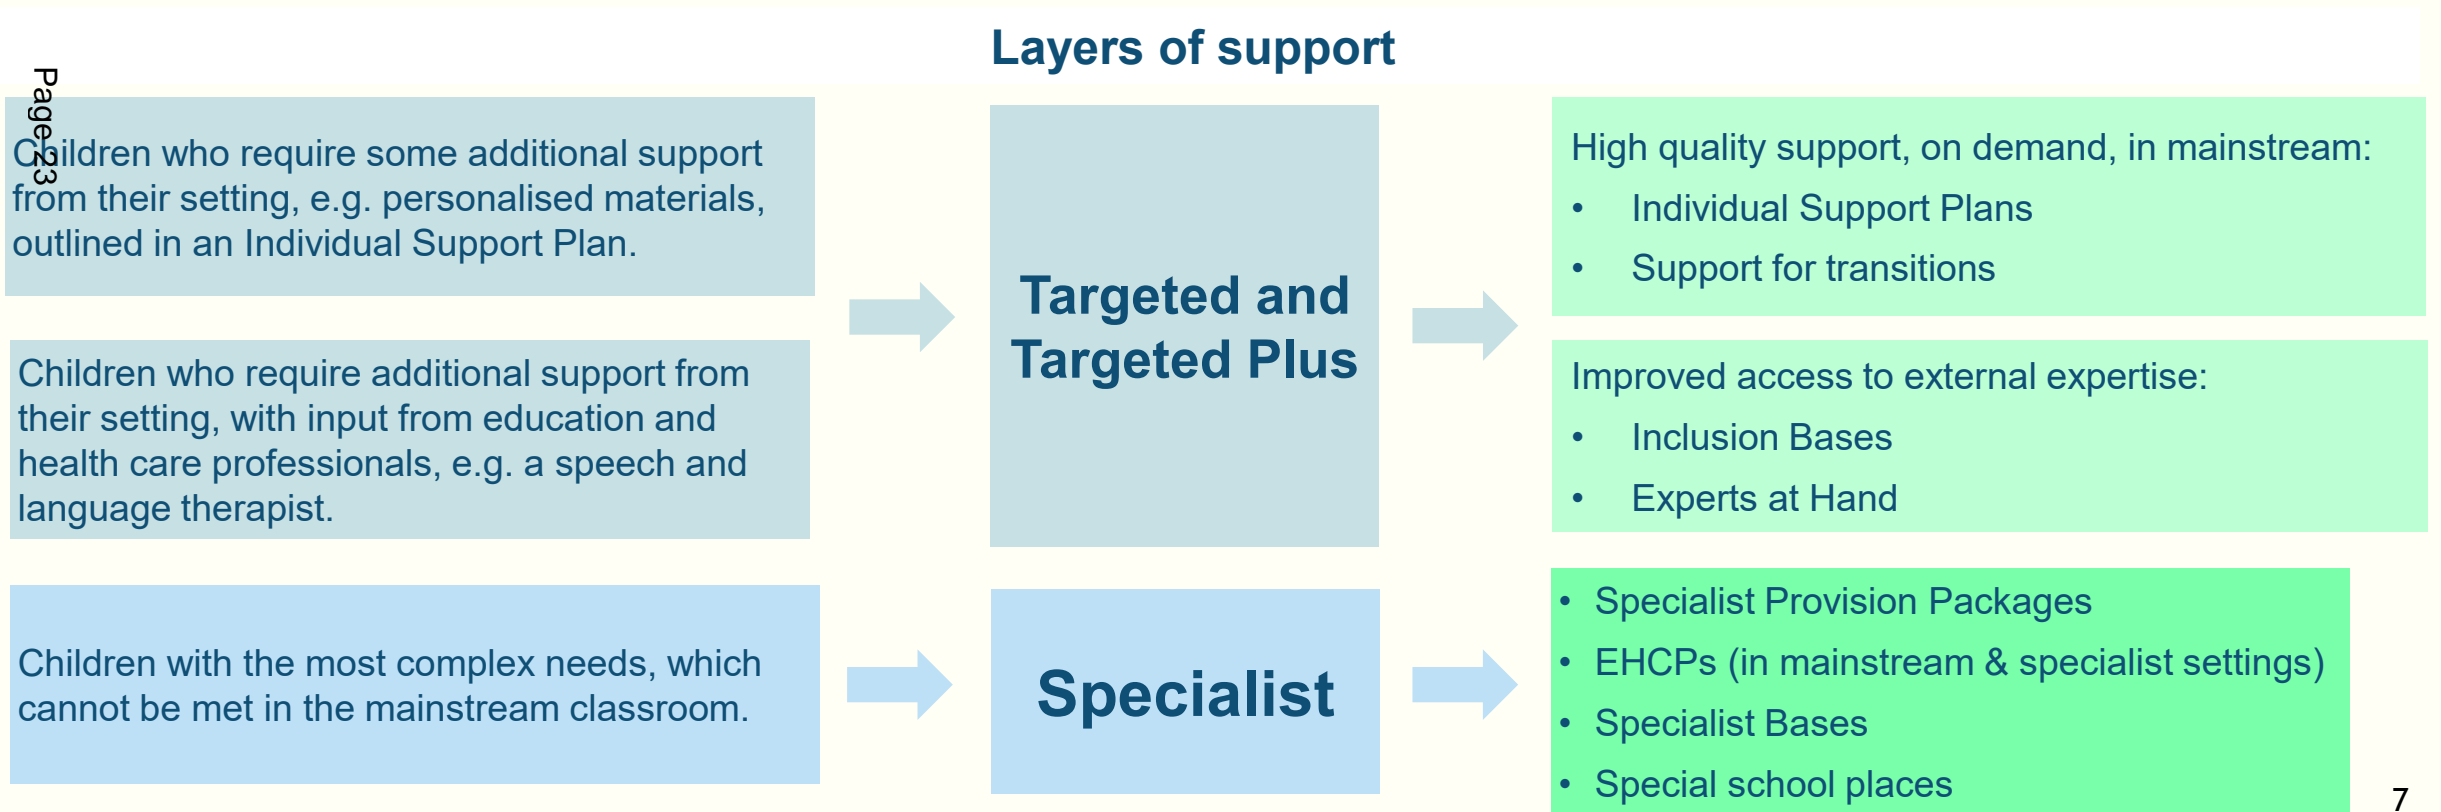 Layers of support
Page 23
Children who require some additional support
from their setting, e.g. personalised materials,
outlined in an Individual Support Plan.
Children who require additional support from
their setting, with input from education and
health care professionals, e.g. a speech and
language therapist.
Targeted and
Targeted Plus
High quality support, on demand, in mainstream:
• Individual Support Plans
• Support for transitions
Improved access to external expertise:
• Inclusion Bases
• Experts at Hand
Children with the most complex needs, which
cannot be met in the mainstream classroom.
Specialist
• Specialist Provision Packages
• EHCPs (in mainstream & specialist settings)
• Specialist Bases
• Special school places
7